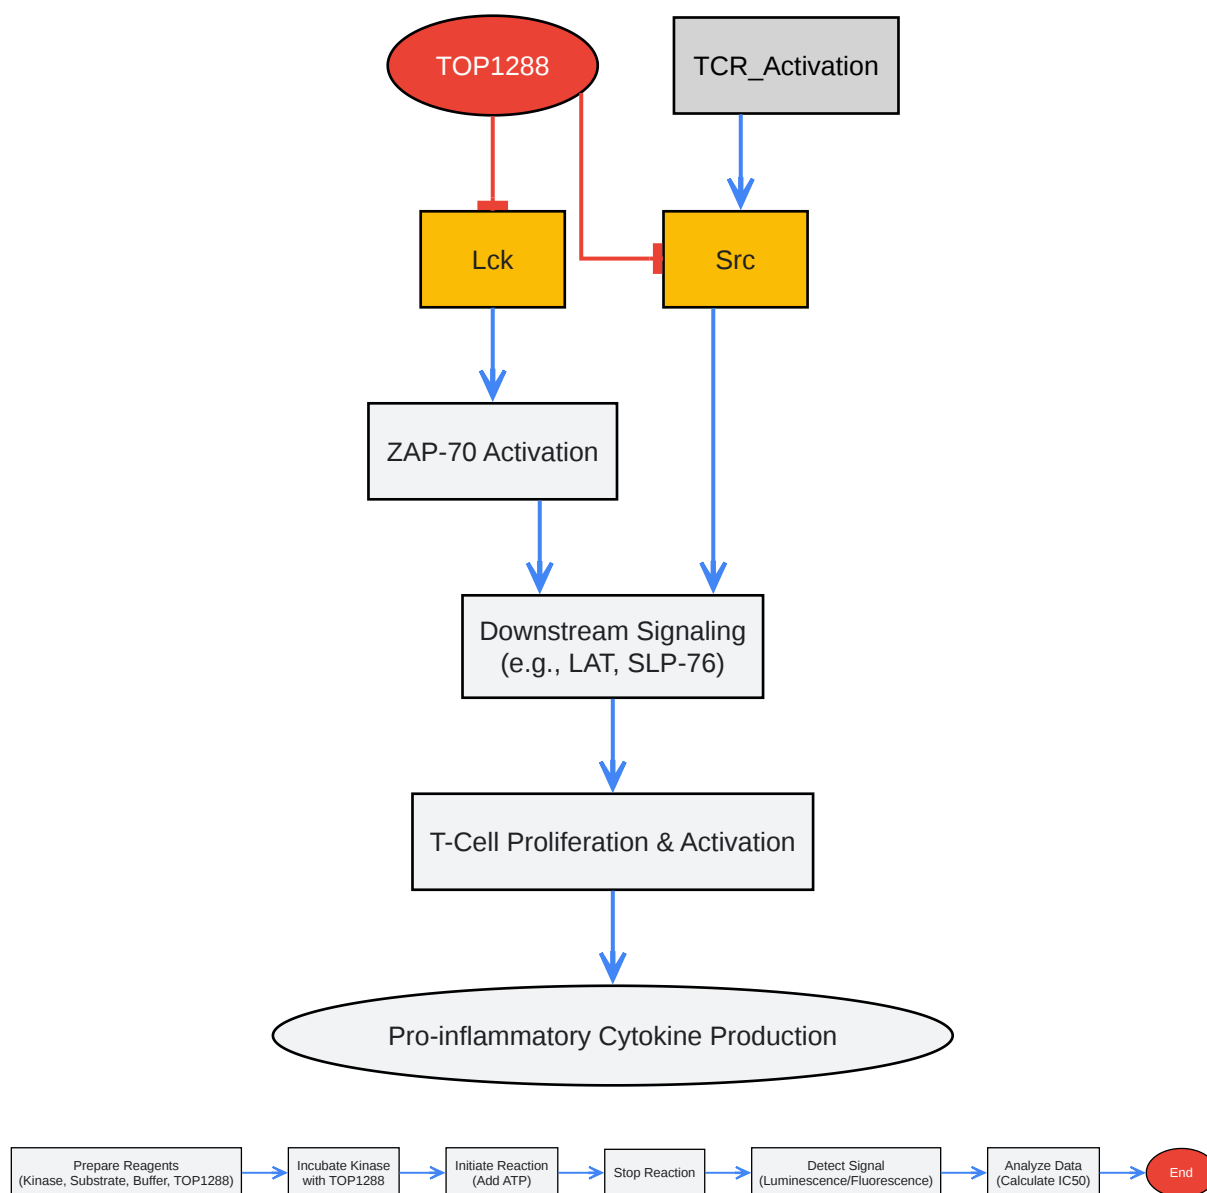 TOP1288
TCR_Activation
Lck
Src
ZAP-70 Activation
Downstream Signaling
(e.g., LAT, SLP-76)
T-Cell Proliferation & Activation
Pro-inflammatory Cytokine Production
Prepare Reagents
(Kinase, Substrate, Buffer, TOP1288)
Incubate Kinase
with TOP1288
Initiate Reaction
(Add ATP)
Stop Reaction
Detect Signal
(Luminescence/Fluorescence)
Analyze Data
(Calculate IC50)
End